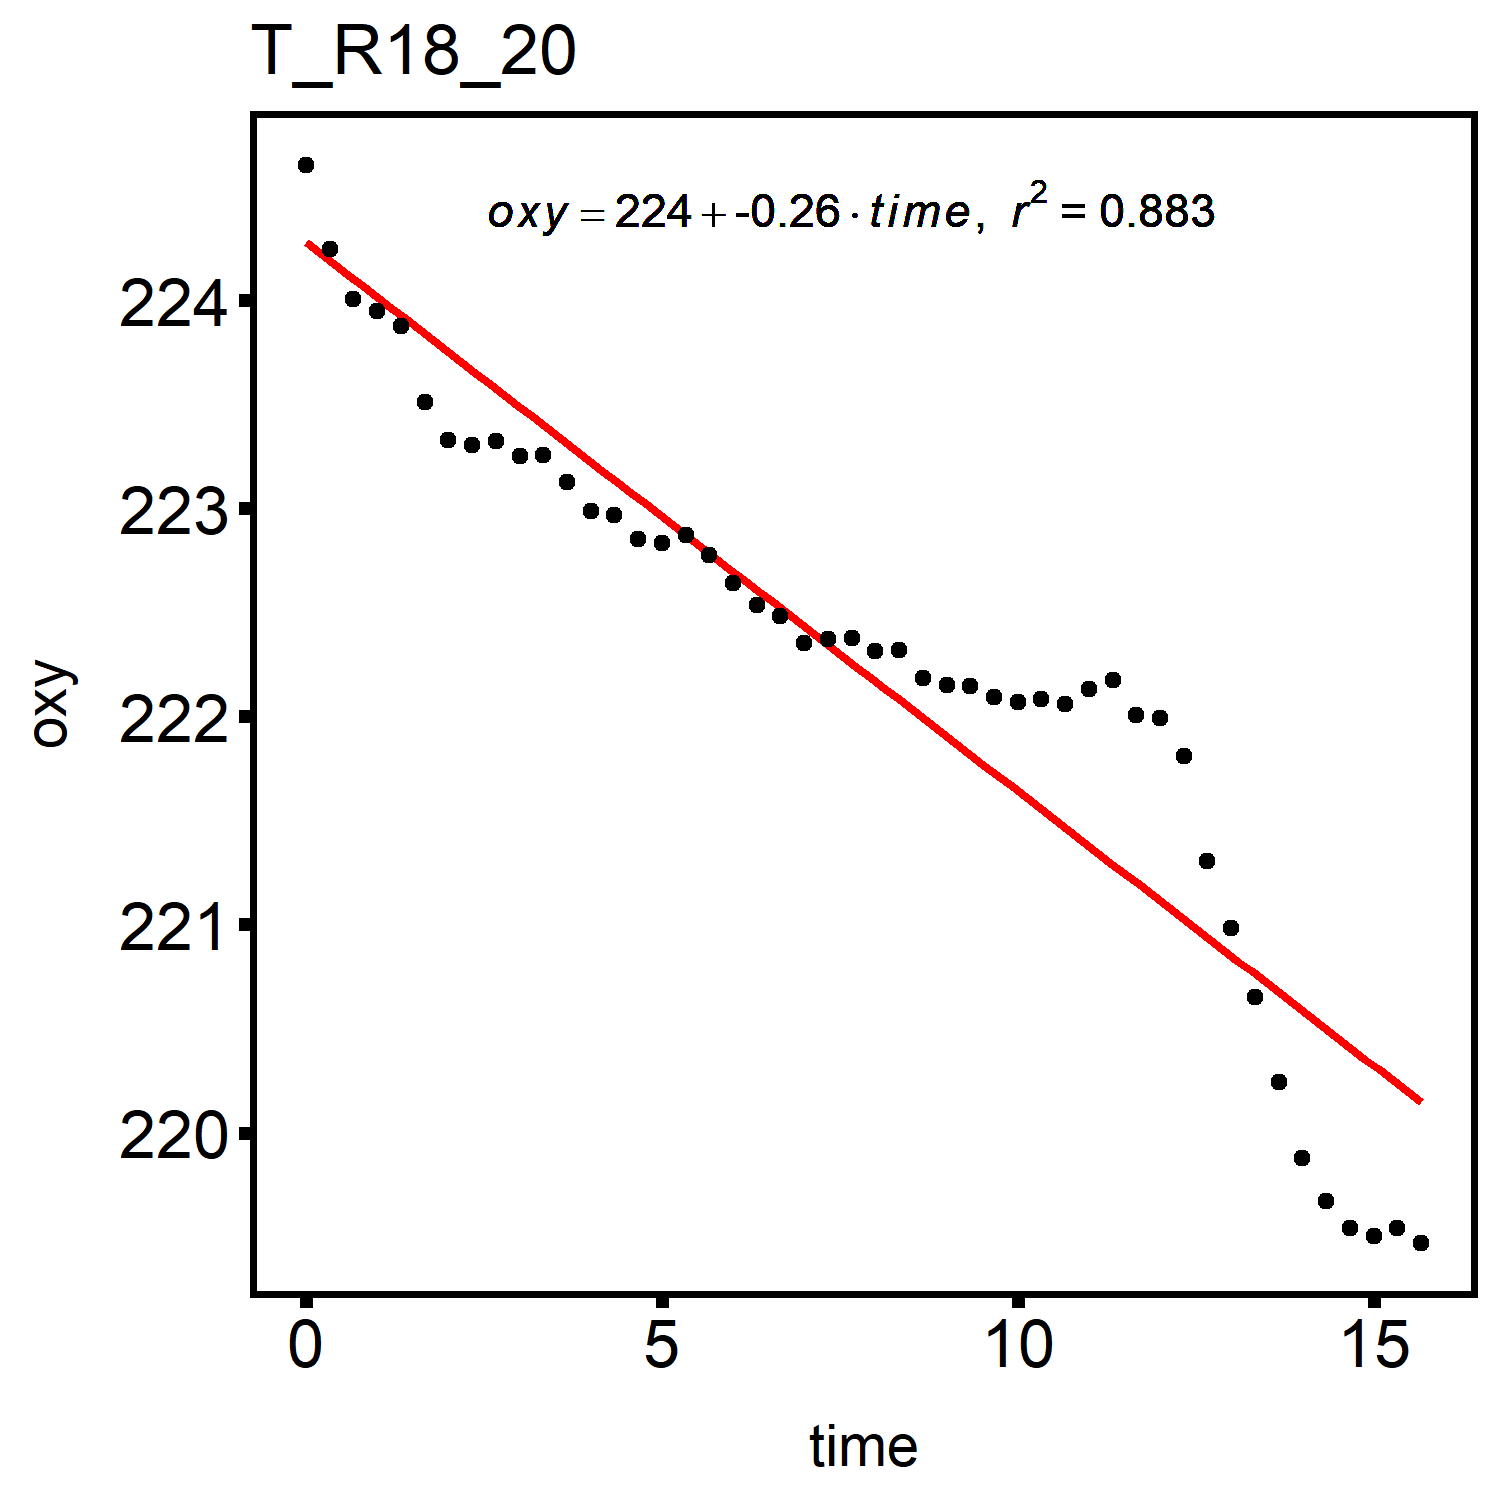 T_R18_20
oxy = 224 + -0.26 · time, r² = 0.883
224
223
222
221
220
oxy
0 5 10 15
time